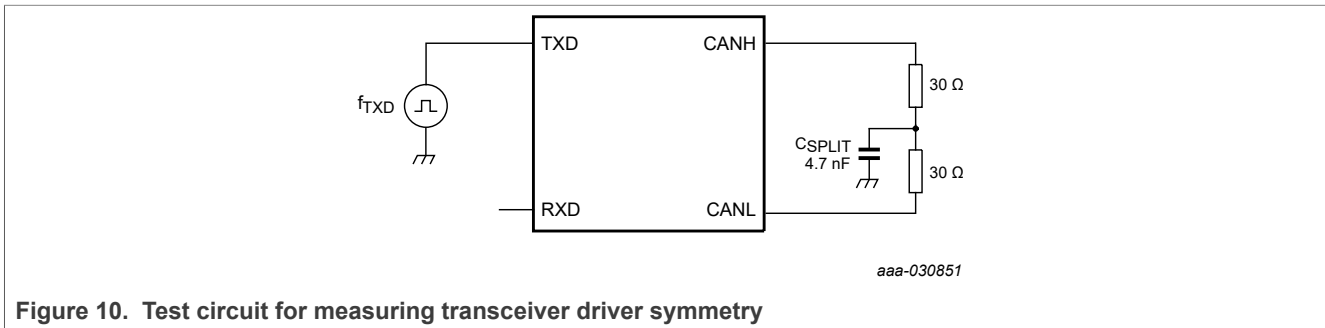 TXD
CANH
30 Ω
fTXD
CSPLIT
4.7 nF
30 Ω
RXD
CANL
aaa-030851
Figure 10. Test circuit for measuring transceiver driver symmetry